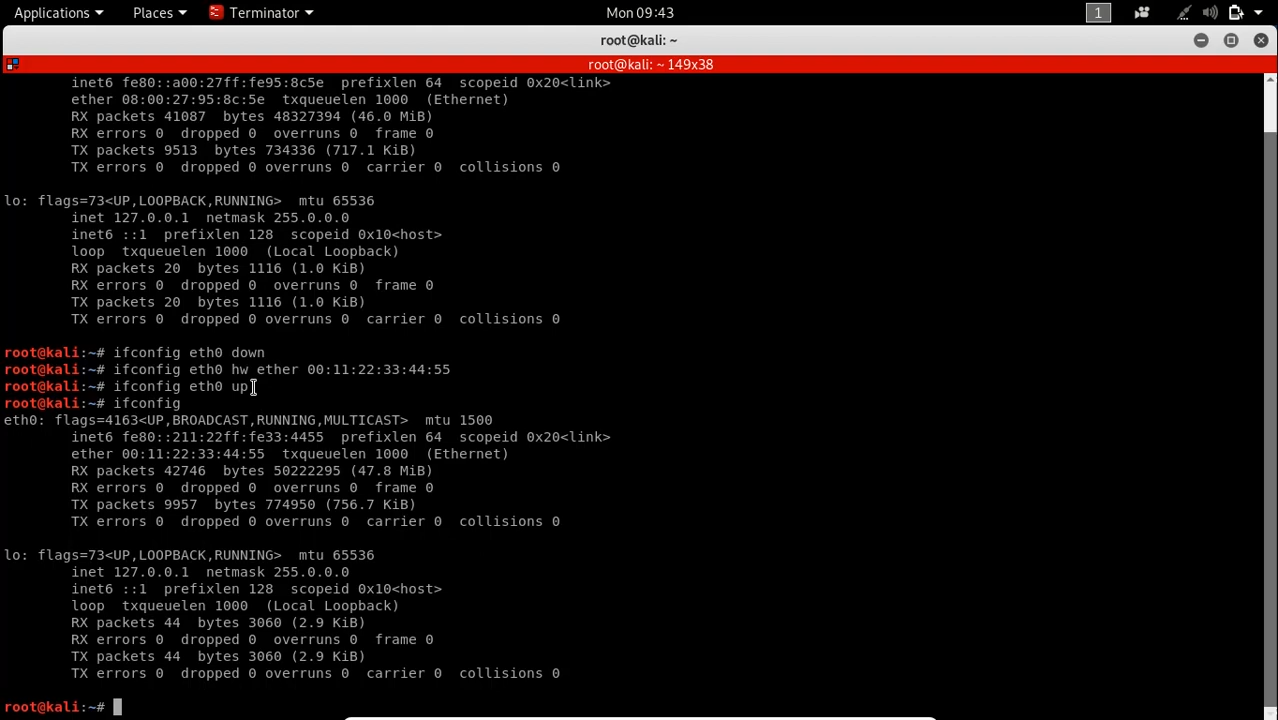 Applications Places Terminator Mon 09:43 1
root@kali: ~
root@kali: ~ 149x38
inet6 fe80::a00:27ff:fe95:8c5e  prefixlen 64  scopeid 0x20<link>
ether 08:00:27:95:8c:5e  txqueuelen 1000  (Ethernet)
RX packets 41087  bytes 48327394 (46.0 MiB)
RX errors 0  dropped 0  overruns 0  frame 0
TX packets 9513  bytes 734336 (717.1 KiB)
TX errors 0  dropped 0 overruns 0  carrier 0  collisions 0
lo: flags=73<UP,LOOPBACK,RUNNING>  mtu 65536
inet 127.0.0.1  netmask 255.0.0.0
inet6 ::1  prefixlen 128  scopeid 0x10<host>
loop  txqueuelen 1000  (Local Loopback)
RX packets 20  bytes 1116 (1.0 KiB)
RX errors 0  dropped 0  overruns 0  frame 0
TX packets 20  bytes 1116 (1.0 KiB)
TX errors 0  dropped 0 overruns 0  carrier 0  collisions 0
root@kali:~# ifconfig eth0 down
root@kali:~# ifconfig eth0 hw ether 00:11:22:33:44:55
root@kali:~# ifconfig eth0 up
root@kali:~# ifconfig
eth0: flags=4163<UP,BROADCAST,RUNNING,MULTICAST>  mtu 1500
inet6 fe80::211:22ff:fe33:4455  prefixlen 64  scopeid 0x20<link>
ether 00:11:22:33:44:55  txqueuelen 1000  (Ethernet)
RX packets 42746  bytes 50222295 (47.8 MiB)
RX errors 0  dropped 0  overruns 0  frame 0
TX packets 9957  bytes 774950 (756.7 KiB)
TX errors 0  dropped 0 overruns 0  carrier 0  collisions 0
lo: flags=73<UP,LOOPBACK,RUNNING>  mtu 65536
inet 127.0.0.1  netmask 255.0.0.0
inet6 ::1  prefixlen 128  scopeid 0x10<host>
loop  txqueuelen 1000  (Local Loopback)
RX packets 44  bytes 3060 (2.9 KiB)
RX errors 0  dropped 0  overruns 0  frame 0
TX packets 44  bytes 3060 (2.9 KiB)
TX errors 0  dropped 0 overruns 0  carrier 0  collisions 0
root@kali:~#